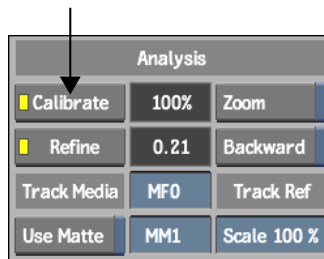 Analysis
Calibrate 100% Zoom
Refine 0.21 Backward
Track Media MF0 Track Ref
Use Matte MM1 Scale 100 %